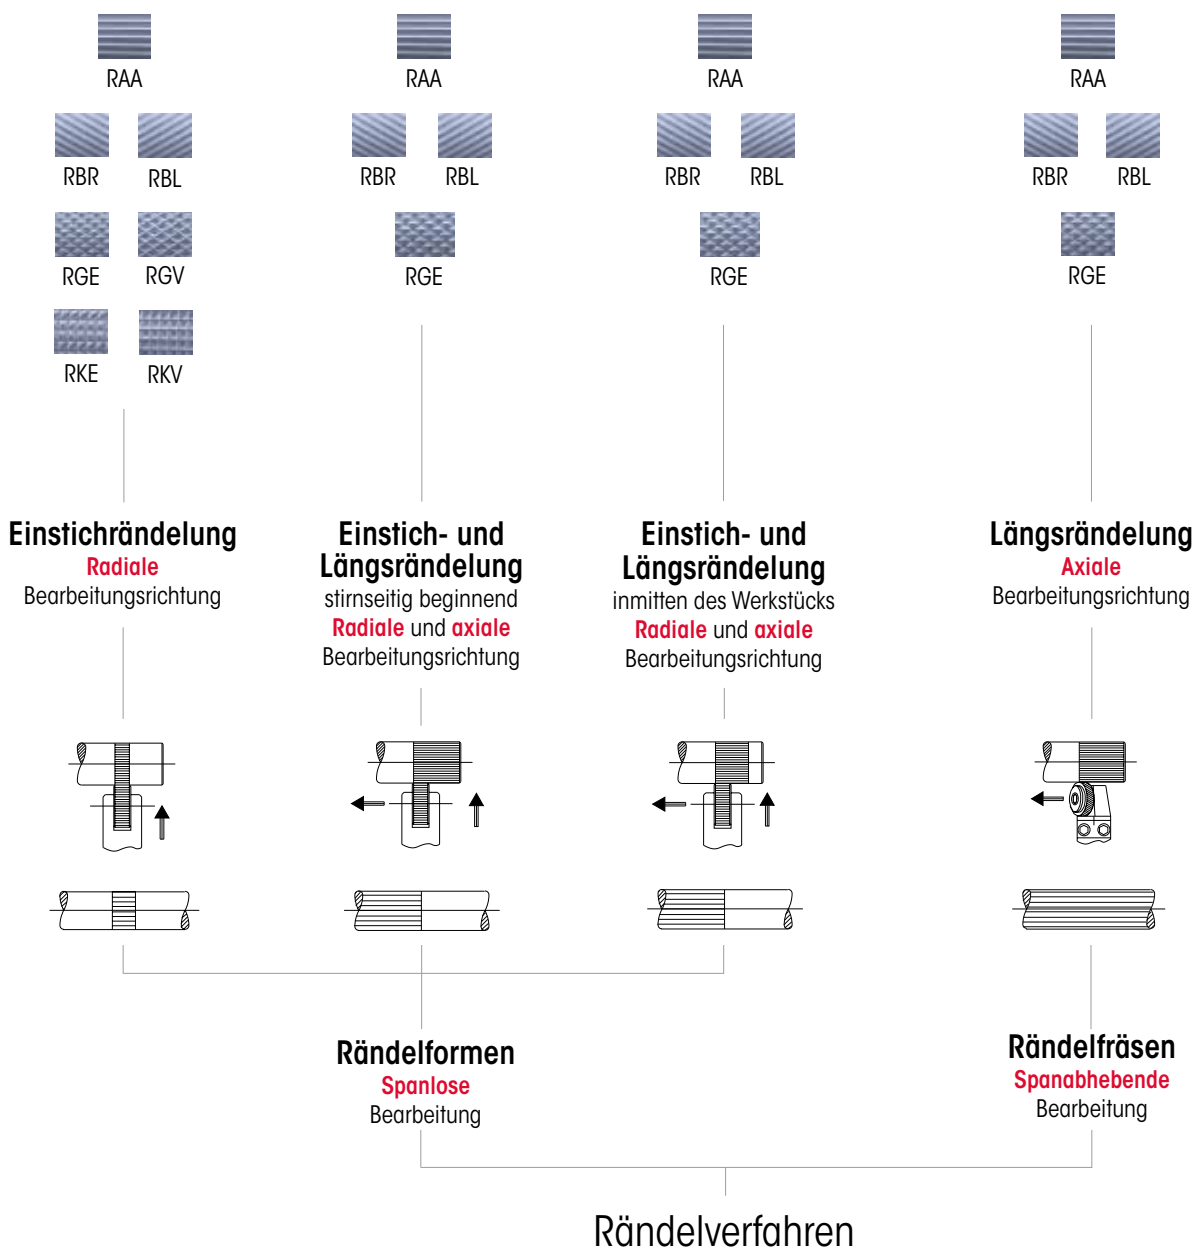 RAA
RAA
RAA
RAA
RBR RBL
RBR RBL
RBR RBL
RBR RBL
RGE RGV
RGE
RGE
RGE
RKE RKV
Einstichrändelung
Radiale
Bearbeitungsrichtung
Einstich- und
Längsrändelung
stirnseitig beginnend
Radiale und axiale
Bearbeitungsrichtung
Einstich- und
Längsrändelung
inmitten des Werkstücks
Radiale und axiale
Bearbeitungsrichtung
Längsrändelung
Axiale
Bearbeitungsrichtung
Rändelformen
Spanlose
Bearbeitung
Rändelfräsen
Spanabhebende
Bearbeitung
Rändelverfahren